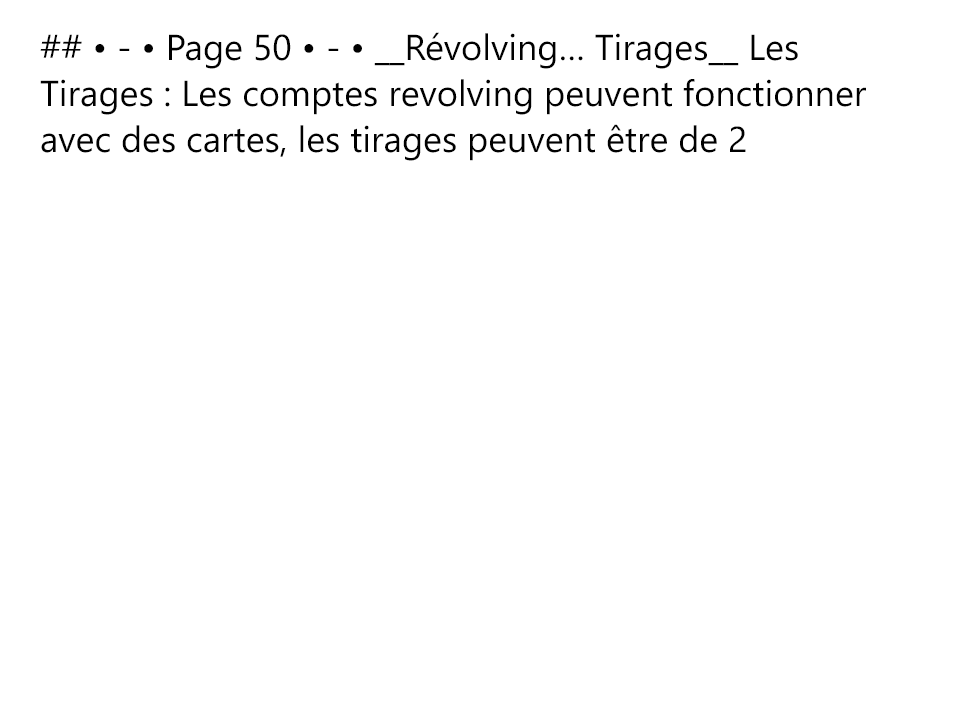 ## • - • Page 50 • - • __Révolving... Tirages__ Les
Tirages : Les comptes revolving peuvent fonctionner
avec des cartes, les tirages peuvent être de 2